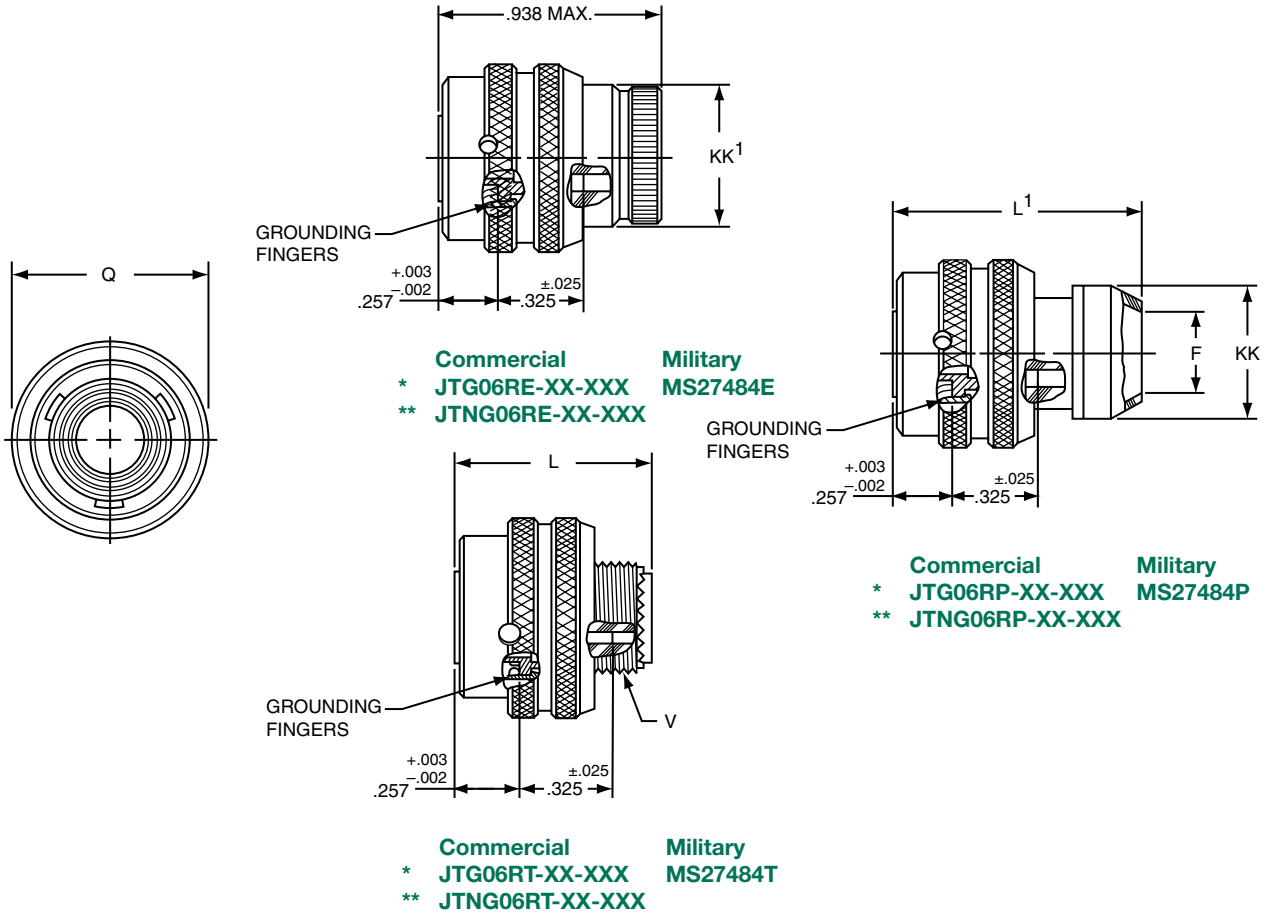 .938 MAX.
KK1
GROUNDING
FINGERS
+.003
–.002
.257
±.025
.325
Commercial Military
* JTG06RE-XX-XXX MS27484E
** JTNG06RE-XX-XXX
Q
L1
F
KK
GROUNDING
FINGERS
+.003
–.002
.257
±.025
.325
Commercial Military
* JTG06RP-XX-XXX MS27484P
** JTNG06RP-XX-XXX
L
GROUNDING
FINGERS
V
+.003
–.002
.257
±.025
.325
Commercial Military
* JTG06RT-XX-XXX MS27484T
** JTNG06RT-XX-XXX